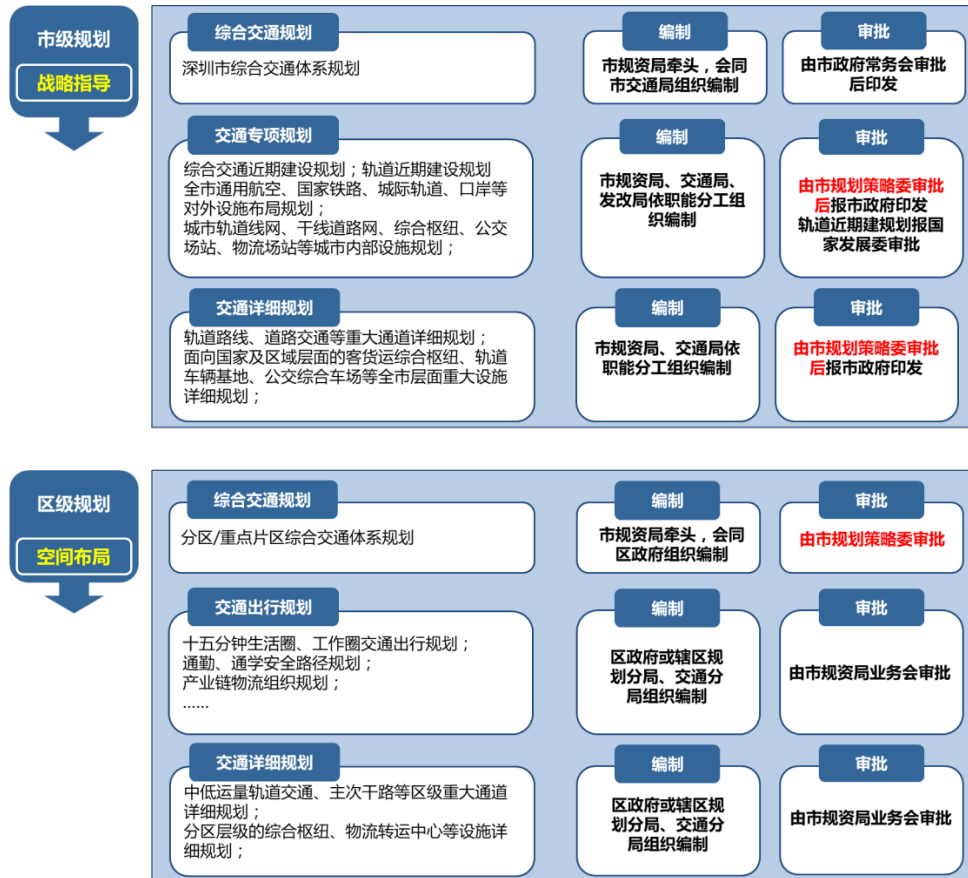 市级规划
战略指导
综合交通规划
深圳市综合交通体系规划
编制
市规资局牵头，会同
市交通局组织编制
审批
由市政府常务会审批
后印发
交通专项规划
综合交通近期建设规划；轨道近期建设规划
全市通用航空、国家铁路、城际轨道、口岸等
对外设施布局规划；
城市轨道线网、干线道路网、综合枢纽、公交
场站、物流场站等城市内部设施规划；
编制
市规资局、交通局、
发改局依职能分工组
织编制
审批
由市规划策略委审批
后报市政府印发
轨道近期建规划报国
家发展委审批
交通详细规划
轨道路线、道路交通等重大通道详细规划；
面向国家及区域层面的客货运综合枢纽、轨道
车辆基地、公交综合车场等全市层面重大设施
详细规划；
编制
市规资局、交通局依
职能分工组织编制
审批
由市规划策略委审批
后报市政府印发
区级规划
空间布局
综合交通规划
分区/重点片区综合交通体系规划
编制
市规资局牵头，会同
区政府组织编制
审批
由市规划策略委审批
交通出行规划
十五分钟生活圈、工作圈交通出行规划；
通勤、通学安全路径规划；
产业链物流组织规划；
......
编制
区政府或辖区规
划分局、交通分
局组织编制
审批
由市规资局业务会审批
交通详细规划
中低运量轨道交通、主次干路等区级重大通道
详细规划；
分区层级的综合枢纽、物流转运中心等设施详
细规划；
编制
区政府或辖区规
划分局、交通分
局组织编制
审批
由市规资局业务会审批